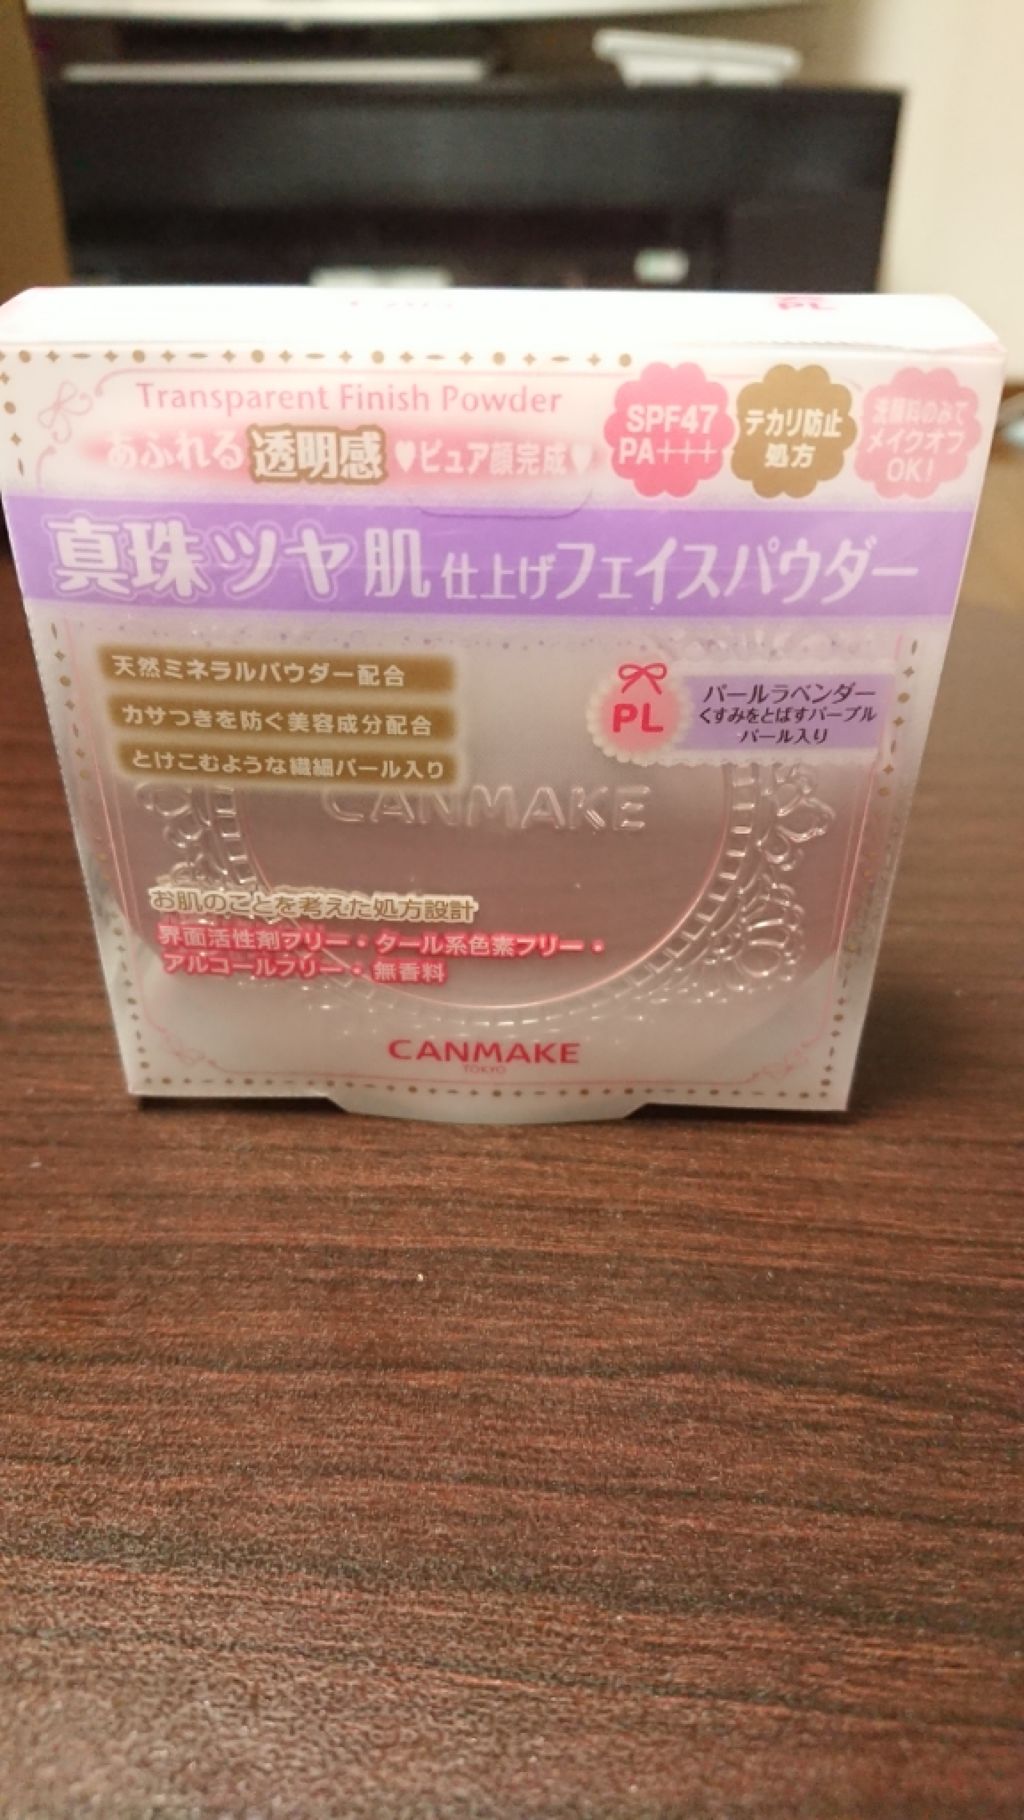 PL
Transparent Finish Powder
あふれる透明感♥ピュア顔完成♥
SPF47
PA+++
テカリ防止
処方
洗顔料のみで
メイクオフ
OK!
真珠ツヤ肌仕上げフェイスパウダー
天然ミネラルパウダー配合
カサつきを防ぐ美容成分配合
とけこむような繊細パール入り
PL
パールラベンダー
くすみをとばすパープル
パール入り
CANMAKE
お肌のことを考えた処方設計
界面活性剤フリー・タール系色素フリー・
アルコールフリー・無香料
CANMAKE
TOKYO